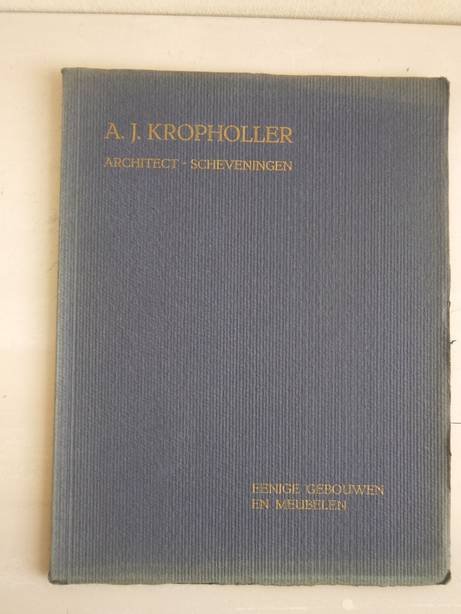 A. J. KROPHOLLER
ARCHITECT - SCHEVENINGEN
EENIGE GEBOUWEN
EN MEUBELEN